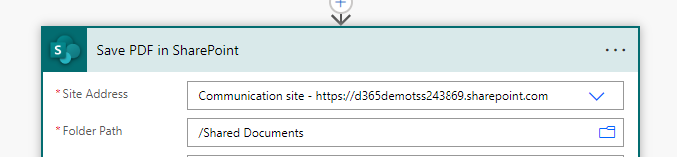 Save PDF in SharePoint
* Site Address
Communication site - https://d365demotss243869.sharepoint.com
* Folder Path
/Shared Documents